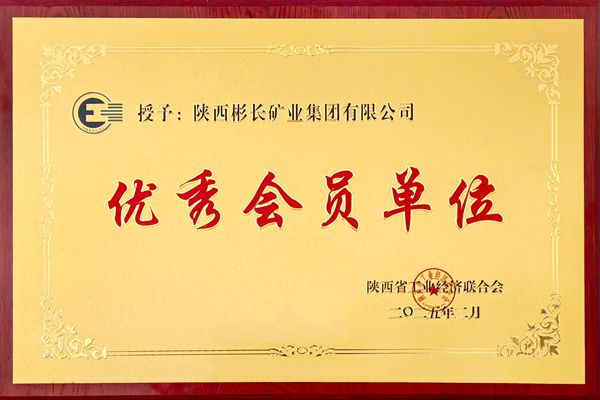 授予：陕西彬长矿业集团有限公司
优秀会员单位
陕西省工业经济联合会
二〇二五年二月